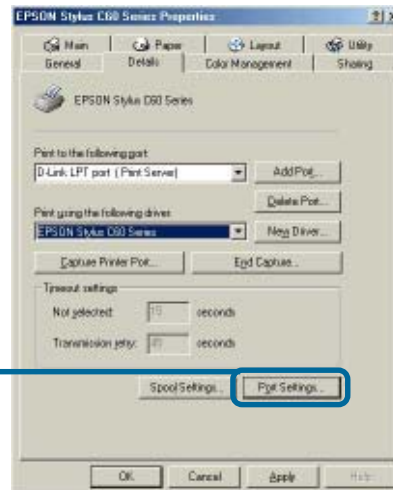 EPSON Stylus C60 Series Properties
Main Paper Layout Utility
General Details Color Management Sharing
EPSON Stylus C60 Series
Print to the following port
D-Link LPT port (Print Server)
Add Port...
Delete Port...
Print using the following driver
EPSON Stylus C60 Series
New Driver...
Capture Printer Port...
End Capture...
Timeout settings
Not selected: 15 seconds
Transmission retry: 45 seconds
Spool Settings...
Port Settings...
OK Cancel Apply Help